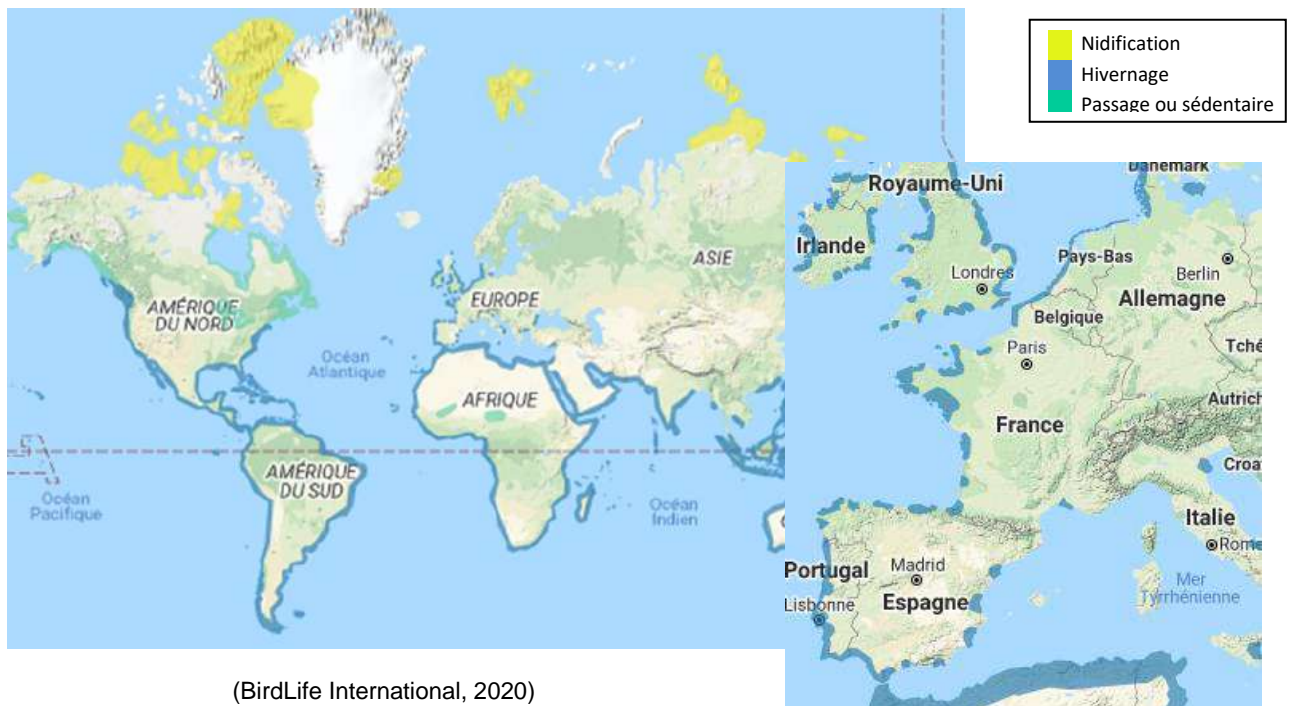 Nidification
Hivernage
Passage ou sédentaire
ASIE
EUROPE
AMÉRIQUE
DU NORD
Océan
Atlantique
AFRIQUE
AMÉRIQUE
DU SUD
Océan
Pacifique
Océan
Indien
Danemark
Royaume-Uni
Irlande
Pays-Bas
Londres
Berlin
Allemagne
Belgique
Paris
Tché
Autrich
France
Croa
Italie
Rome
Portugal
Madrid
Mer
Tyrrhénienne
Lisbonne
Espagne
(BirdLife International, 2020)